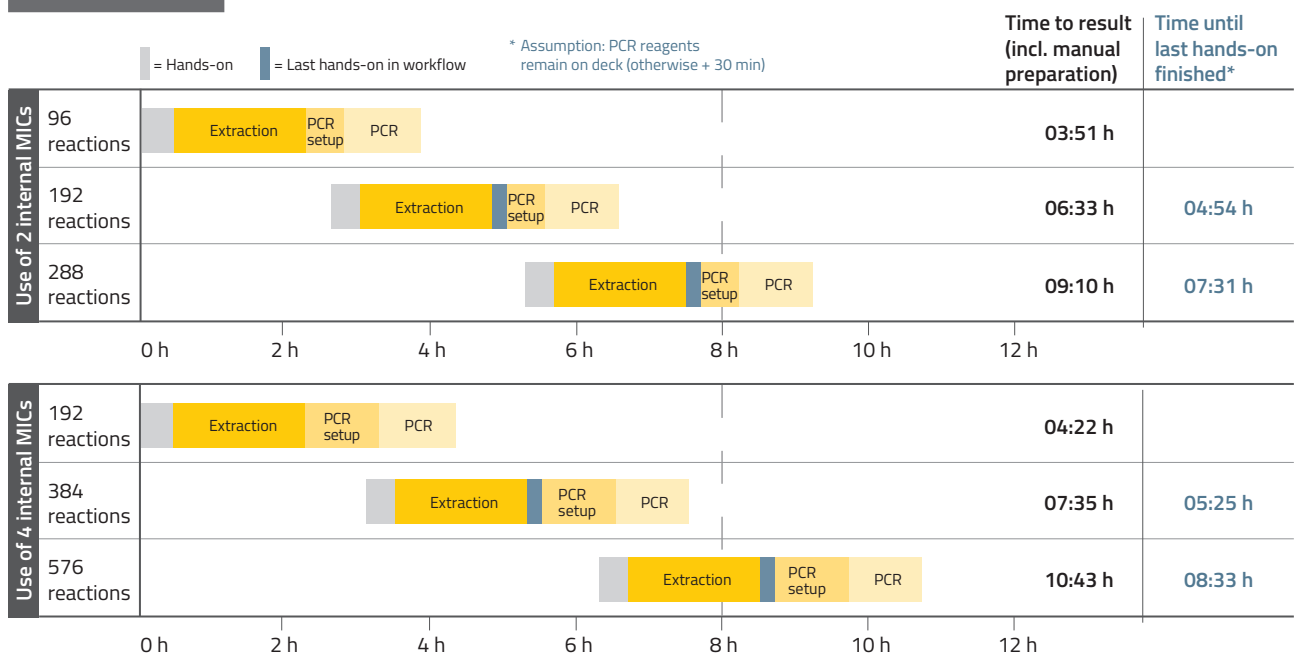 Time to result
(incl. manual
preparation)
Time until
last hands-on
finished*
= Hands-on
= Last hands-on in workflow
* Assumption: PCR reagents
remain on deck (otherwise + 30 min)
Use of 2 internal MICs
96
reactions
Extraction
PCR
setup
PCR
03:51 h
192
reactions
Extraction
PCR
setup
PCR
06:33 h
04:54 h
288
reactions
Extraction
PCR
setup
PCR
09:10 h
07:31 h
0 h
2 h
4 h
6 h
8 h
10 h
12 h
Use of 4 internal MICs
192
reactions
Extraction
PCR
setup
PCR
04:22 h
384
reactions
Extraction
PCR
setup
PCR
07:35 h
05:25 h
576
reactions
Extraction
PCR
setup
PCR
10:43 h
08:33 h
0 h
2 h
4 h
6 h
8 h
10 h
12 h